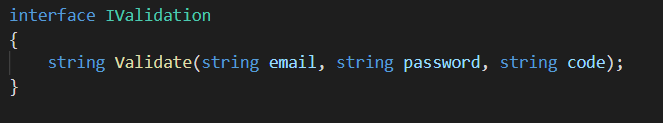 interface IValidation
{
    string Validate(string email, string password, string code);
}